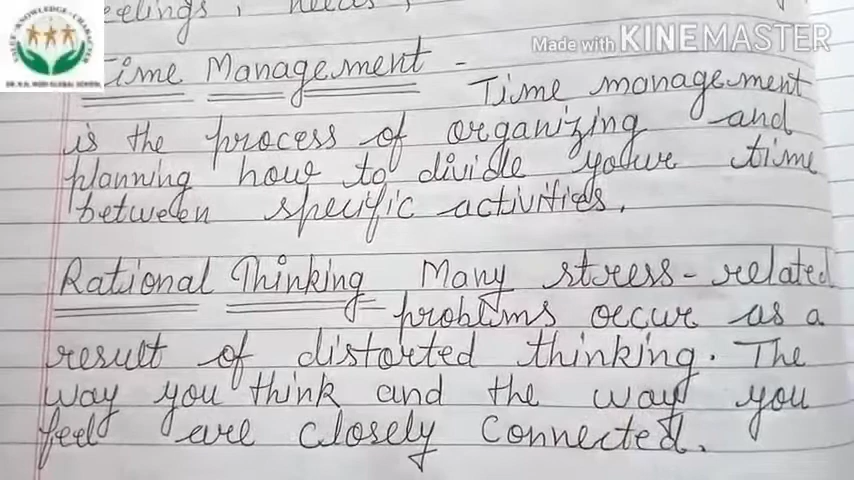 feelings, needs,
Made with KINEMASTER
Time Management -
Time management
is the process of organizing and
planning how to divide your time
between specific activities.
Rational Thinking Many stress-related
problems occur as a
result of distorted thinking. The
way you think and the way you
feel are closely connected.